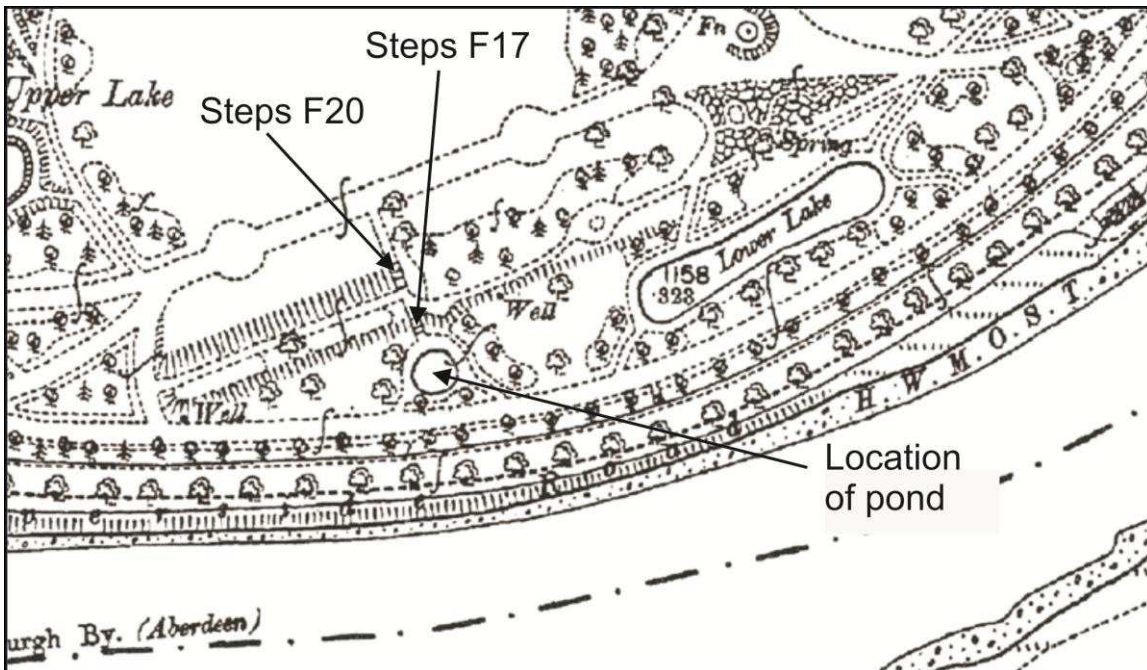 Steps F17
Fn
Steps F20
Upper Lake
Spring
Lower Lake
1158
.323
Well
Well
Road
H.W.M.O.S.T.
Location
of pond
urgh By. (Aberdeen)